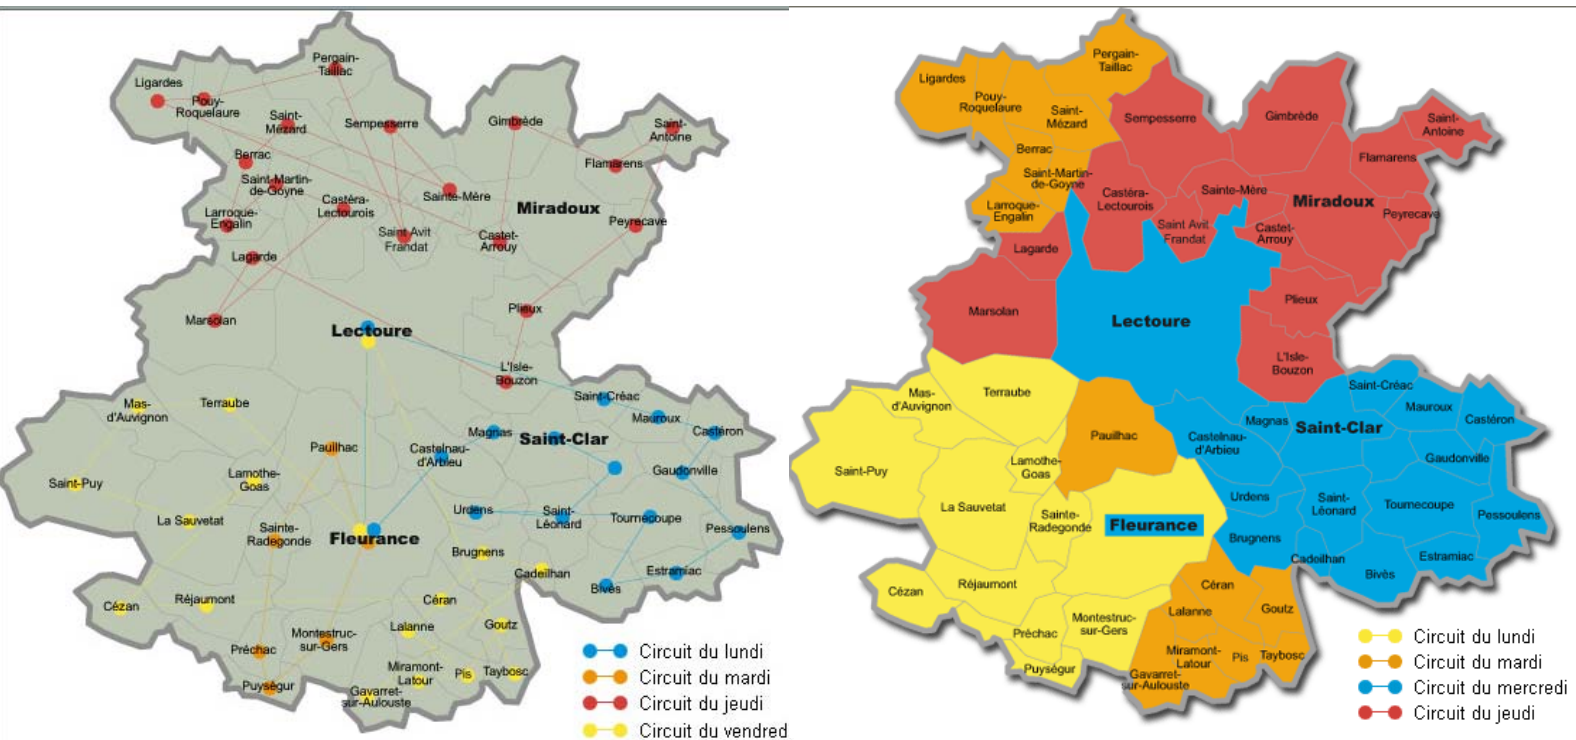 Pergain-
Taillac
Ligardes
Pouy-
Roquelaure
Saint-
Mézard
Sempesserre
Gimbrède
Saint-
Antoine
Berrac
Flamarens
Saint-Martin-
de-Goyne
Castéra-
Lectourois
Sainte-Mère
Miradoux
Larroque-
Engalin
Saint Avit
Frandat
Castet-
Arrouy
Peyrecave
Lagarde
Marsolan
Plieux
Lectoure
L'Isle-
Bouzon
Saint-Créac
Mas-
d'Auvignon
Terraube
Mauroux
Castéron
Magnas
Saint-Clar
Pauilhac
Castelnau-
d'Arbieu
Gaudonville
Saint-Puy
Lamothe-
Goas
La Sauvetat
Urdens
Saint-
Léonard
Tournecoupe
Pessoulens
Sainte-
Radegonde
Fleurance
Brugnens
Cadeilhan
Estramiac
Bivès
Cézan
Réjaumont
Céran
Lalanne
Goutz
Préchac
Montestruc-
sur-Gers
Miramont-
Latour
Pis
Taybosc
Puységur
Gavarret-
sur-Aulouste
Circuit du lundi
Circuit du mardi
Circuit du jeudi
Circuit du vendred
Pergain-
Taillac
Ligardes
Pouy-
Roquelaure
Saint-
Mézard
Sempesserre
Gimbrède
Saint-
Antoine
Berrac
Flamarens
Saint-Martin-
de-Goyne
Castéra-
Lectourois
Sainte-Mère
Miradoux
Larroque-
Engalin
Saint Avit
Frandat
Castet-
Arrouy
Peyrecave
Lagarde
Marsolan
Plieux
Lectoure
L'Isle-
Bouzon
Saint-Créac
Mas-
d'Auvignon
Terraube
Mauroux
Castéron
Magnas
Saint-Clar
Pauilhac
Castelnau-
d'Arbieu
Gaudonville
Saint-Puy
Lamothe-
Goas
La Sauvetat
Urdens
Saint-
Léonard
Tournecoupe
Pessoulens
Sainte-
Radegonde
Fleurance
Brugnens
Cadeilhan
Estramiac
Bivès
Cézan
Réjaumont
Céran
Lalanne
Goutz
Préchac
Montestruc-
sur-Gers
Miramont-
Latour
Pis
Taybosc
Puységur
Gavarret-
sur-Aulouste
Circuit du lundi
Circuit du mardi
Circuit du mercredi
Circuit du jeudi